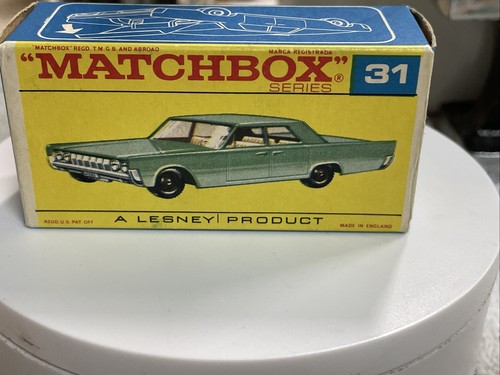 "MATCHBOX" REGD. T.M. G.B. AND ABROAD MARCA REGISTRADA
"MATCHBOX"®
SERIES
31
A LESNEY PRODUCT
REGD. U.S. PAT. OFF MADE IN ENGLAND